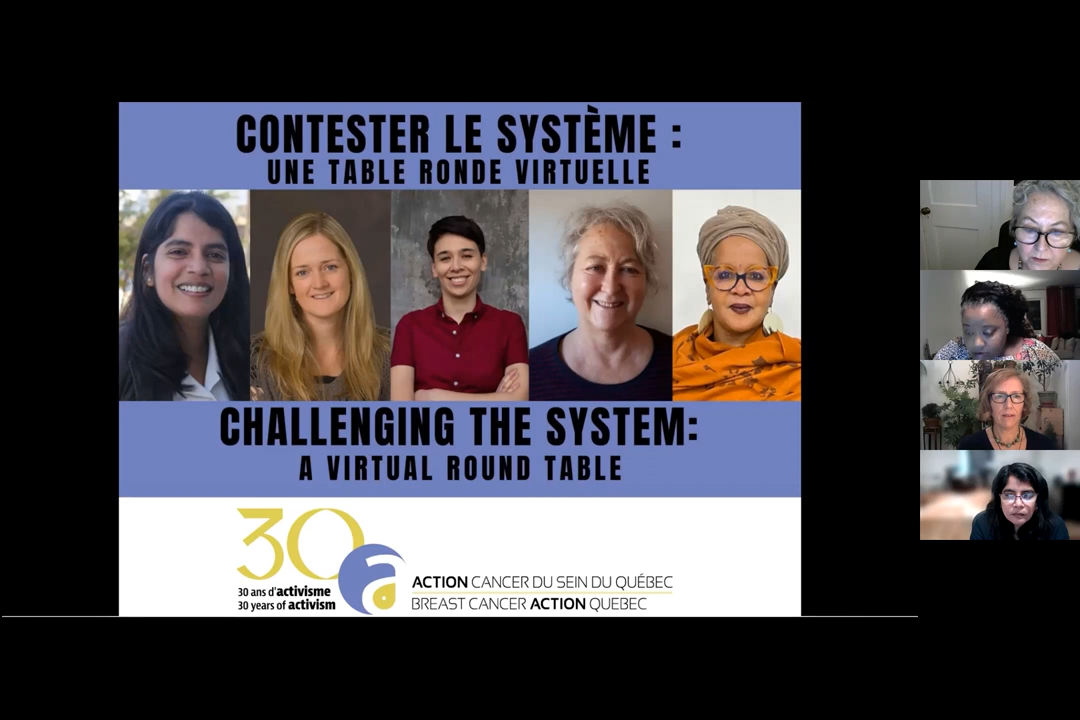 CONTESTER LE SYSTÈME :
UNE TABLE RONDE VIRTUELLE
CHALLENGING THE SYSTEM:
A VIRTUAL ROUND TABLE
30
30 ans d'activisme
30 years of activism
a
ACTION CANCER DU SEIN DU QUÉBEC
BREAST CANCER ACTION QUEBEC